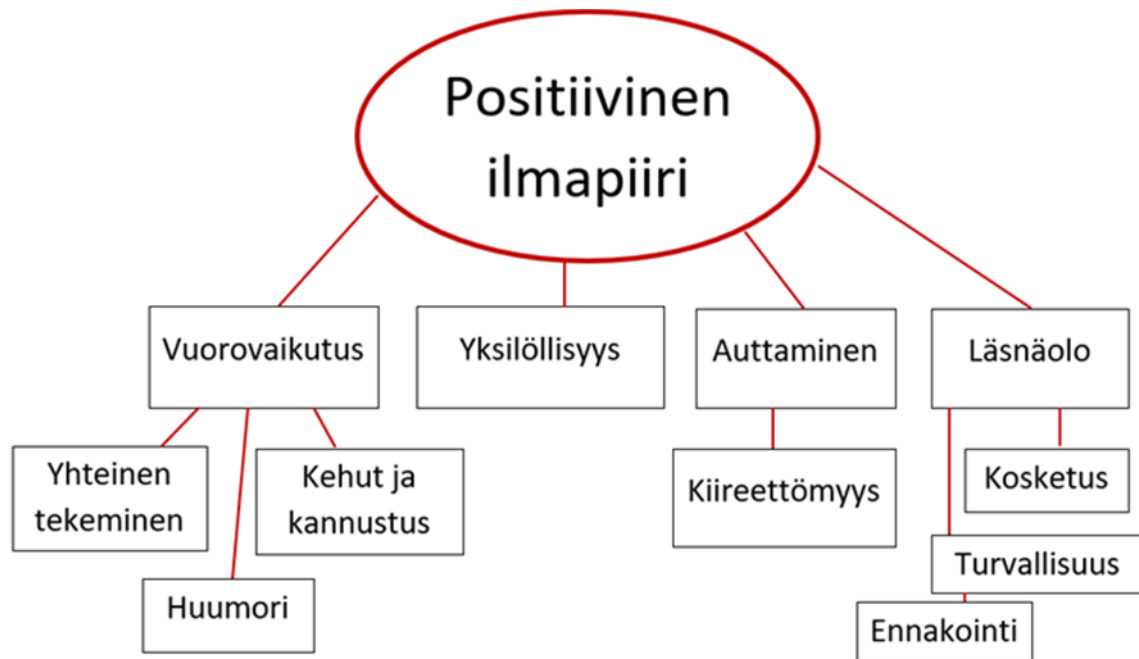 Positiivinen
ilmapiiri
Vuorovaikutus
Yksilöllisyys
Auttaminen
Läsnäolo
Yhteinen
tekeminen
Kehut ja
kannustus
Huumori
Kiireettömyys
Kosketus
Turvallisuus
Ennakointi